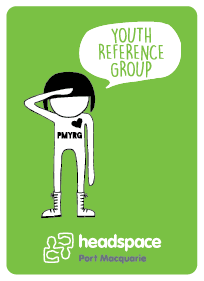 YOUTH
REFERENCE
GROUP
PMYRG
headspace
Port Macquarie